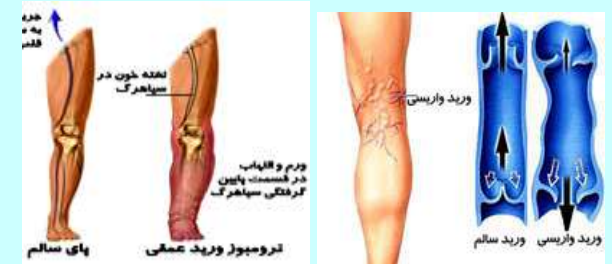 لخته خون در
سیاهرگ
ورم و التهاب
در قسمت پایین
گرفتگی سیاهرگ
پای سالم
ترومبوز ورید عمقی
ورید واریسی
ورید سالم
ورید واریسی